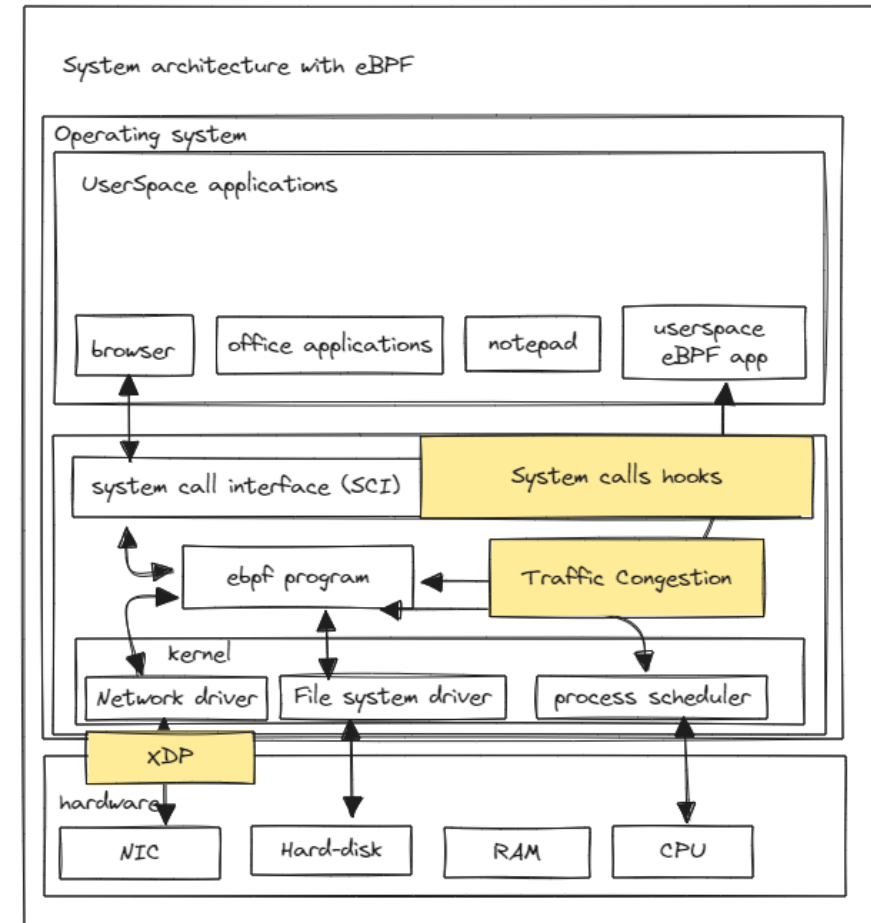 System architecture with eBPF
Operating system
UserSpace applications
browser
office applications
notepad
userspace
eBPF app
system call interface (SCI)
System calls hooks
ebpf program
Traffic Congestion
kernel
Network driver
File system driver
process scheduler
XDP
hardware
NIC
Hard-disk
RAM
CPU